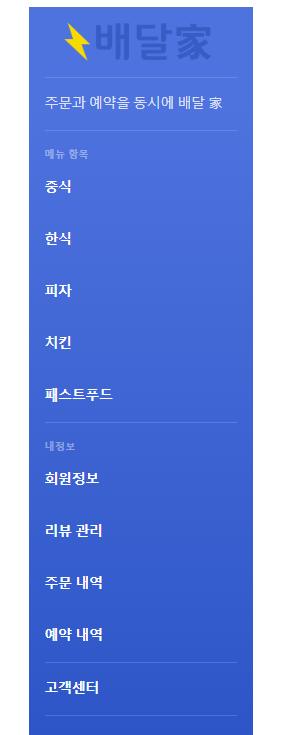 배달家
주문과 예약을 동시에 배달 家
메뉴 항목
중식
한식
피자
치킨
패스트푸드
내정보
회원정보
리뷰 관리
주문 내역
예약 내역
고객센터